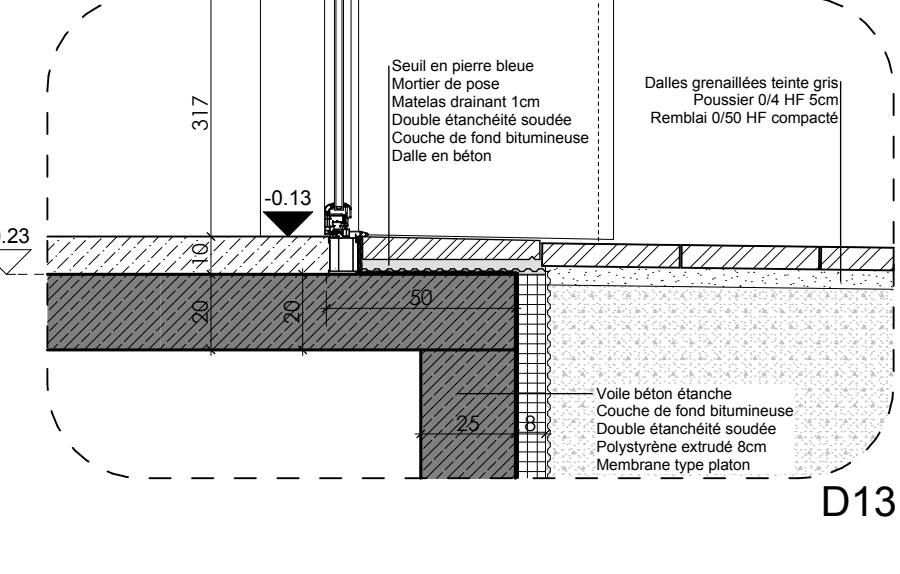 Seuil en pierre bleue
Mortier de pose
Matelas drainant 1cm
Double étanchéité soudée
Couche de fond bitumineuse
Dalle en béton
Dalles grenaillées teinte gris
Poussier 0/4 HF 5cm
Remblai 0/50 HF compacté
317
-0.13
.23
10
20
20
50
25
8
Voile béton étanche
Couche de fond bitumineuse
Double étanchéité soudée
Polystyrène extrudé 8cm
Membrane type platon
D13